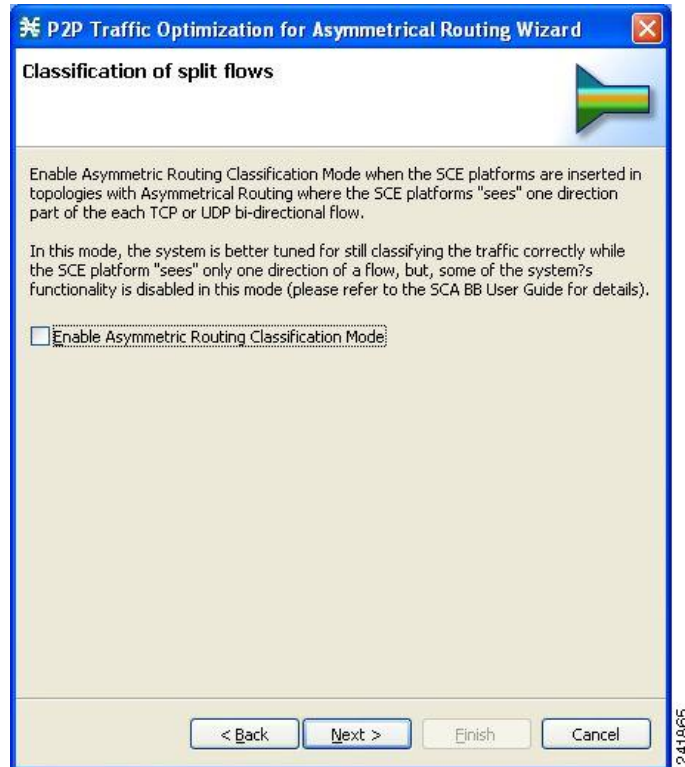 P2P Traffic Optimization for Asymmetrical Routing Wizard
Classification of split flows
Enable Asymmetric Routing Classification Mode when the SCE platforms are inserted in
topologies with Asymmetrical Routing where the SCE platforms "sees" one direction
part of the each TCP or UDP bi-directional flow.
In this mode, the system is better tuned for still classifying the traffic correctly while
the SCE platform "sees" only one direction of a flow, but, some of the system?s
functionality is disabled in this mode (please refer to the SCA BB User Guide for details).
Enable Asymmetric Routing Classification Mode
< Back Next > Finish Cancel
241865